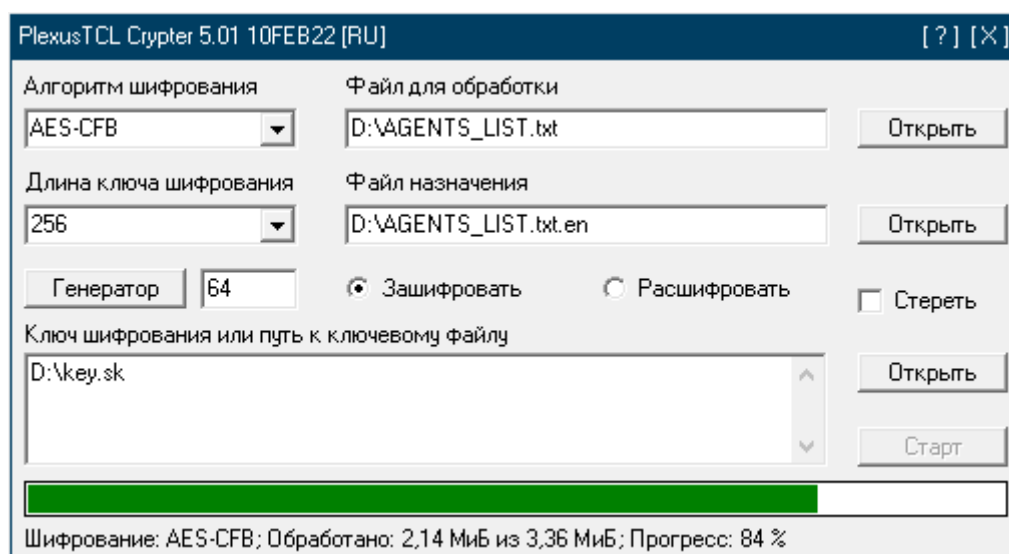 PlexusTCL Crypter 5.01 10FEB22 [RU] [ ? ] [ X ]
Алгоритм шифрования Файл для обработки
AES-CFB D:\AGENTS_LIST.txt Открыть
Длина ключа шифрования Файл назначения
256 D:\AGENTS_LIST.txt.en Открыть
Генератор 64 Зашифровать Расшифровать Стереть
Ключ шифрования или путь к ключевому файлу
D:\key.sk Открыть
Старт
Шифрование: AES-CFB; Обработано: 2,14 МиБ из 3,36 МиБ; Прогресс: 84 %